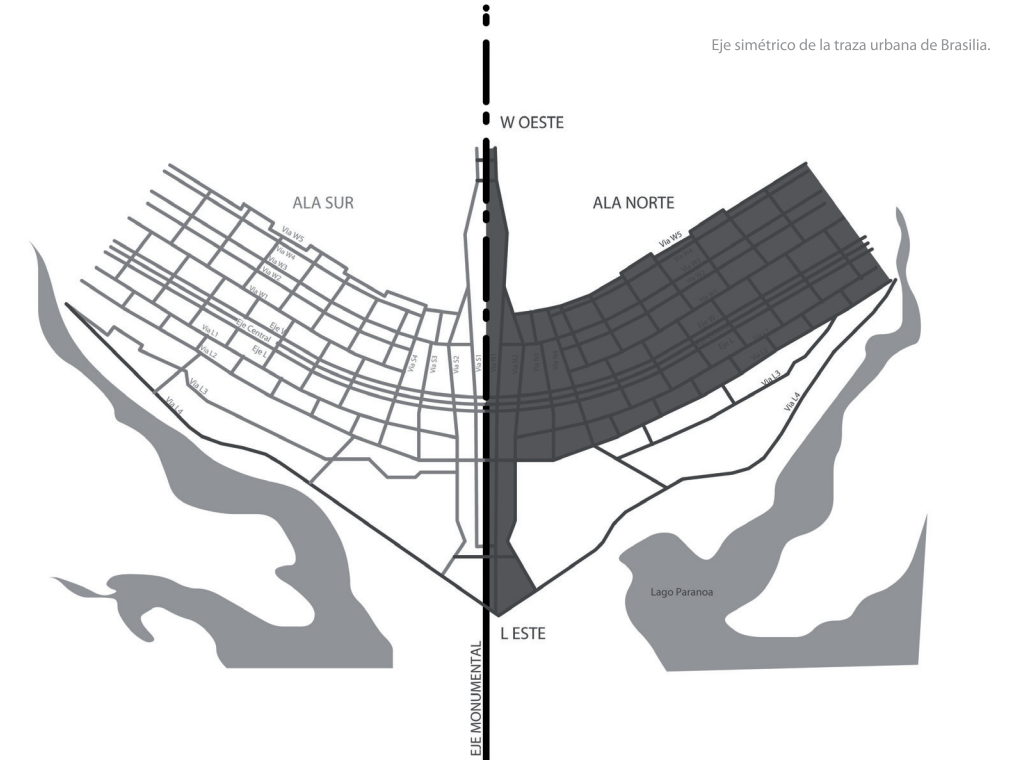 Eje simétrico de la traza urbana de Brasilia.
W OESTE
ALA SUR
ALA NORTE
Via W5
Via W4
Via W3
Via W2
Via W1
Eje Central
Via L1
Eje L
Via L2
Via L3
Via L4
Via S4
Via S3
Via S2
Via S1
Via W5
Via L3
Via L4
Lago Paranoa
L ESTE
EJE MONUMENTAL